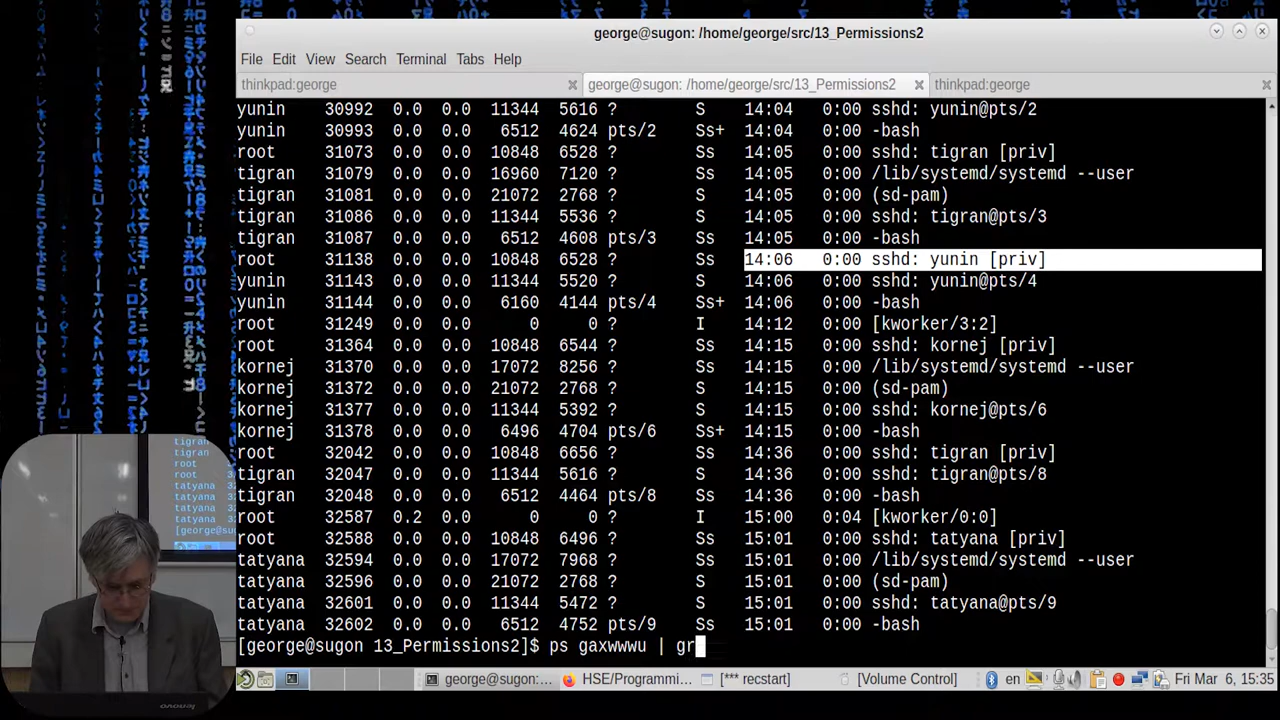 george@sugon: /home/george/src/13_Permissions2
File Edit View Search Terminal Tabs Help
thinkpad:george george@sugon: /home/george/src/13_Permissions2 thinkpad:george
yunin 30992 0.0 0.0 11344 5616 ? S 14:04 0:00 sshd: yunin@pts/2
yunin 30993 0.0 0.0 6512 4624 pts/2 Ss+ 14:04 0:00 -bash
root 31073 0.0 0.0 10848 6528 ? Ss 14:05 0:00 sshd: tigran [priv]
tigran 31079 0.0 0.0 16960 7120 ? Ss 14:05 0:00 /lib/systemd/systemd --user
tigran 31081 0.0 0.0 21072 2768 ? S 14:05 0:00 (sd-pam)
tigran 31086 0.0 0.0 11344 5536 ? S 14:05 0:00 sshd: tigran@pts/3
tigran 31087 0.0 0.0 6512 4608 pts/3 Ss 14:05 0:00 -bash
root 31138 0.0 0.0 10848 6528 ? Ss 14:06 0:00 sshd: yunin [priv]
yunin 31143 0.0 0.0 11344 5520 ? S 14:06 0:00 sshd: yunin@pts/4
yunin 31144 0.0 0.0 6160 4144 pts/4 Ss+ 14:06 0:00 -bash
root 31249 0.0 0.0 0 0 ? I 14:12 0:00 [kworker/3:2]
root 31364 0.0 0.0 10848 6544 ? Ss 14:15 0:00 sshd: kornej [priv]
kornej 31370 0.0 0.0 17072 8256 ? Ss 14:15 0:00 /lib/systemd/systemd --user
kornej 31372 0.0 0.0 21072 2768 ? S 14:15 0:00 (sd-pam)
kornej 31377 0.0 0.0 11344 5392 ? S 14:15 0:00 sshd: kornej@pts/6
kornej 31378 0.0 0.0 6496 4704 pts/6 Ss+ 14:15 0:00 -bash
root 32042 0.0 0.0 10848 6656 ? Ss 14:36 0:00 sshd: tigran [priv]
tigran 32047 0.0 0.0 11344 5616 ? S 14:36 0:00 sshd: tigran@pts/8
tigran 32048 0.0 0.0 6512 4464 pts/8 Ss 14:36 0:00 -bash
root 32587 0.2 0.0 0 0 ? I 15:00 0:04 [kworker/0:0]
root 32588 0.0 0.0 10848 6496 ? Ss 15:01 0:00 sshd: tatyana [priv]
tatyana 32594 0.0 0.0 17072 7968 ? Ss 15:01 0:00 /lib/systemd/systemd --user
tatyana 32596 0.0 0.0 21072 2768 ? S 15:01 0:00 (sd-pam)
tatyana 32601 0.0 0.0 11344 5472 ? S 15:01 0:00 sshd: tatyana@pts/9
tatyana 32602 0.0 0.0 6512 4752 pts/9 Ss 15:01 0:00 -bash
[george@sugon 13_Permissions2]$ ps gaxwwwu | gr
george@sugon:... HSE/Programmi... [*** recstart] [Volume Control] en Fri Mar 6, 15:35
tigran
tigran
root
root
tatyana
tatyana
tatyana
tatyana
[george@sug